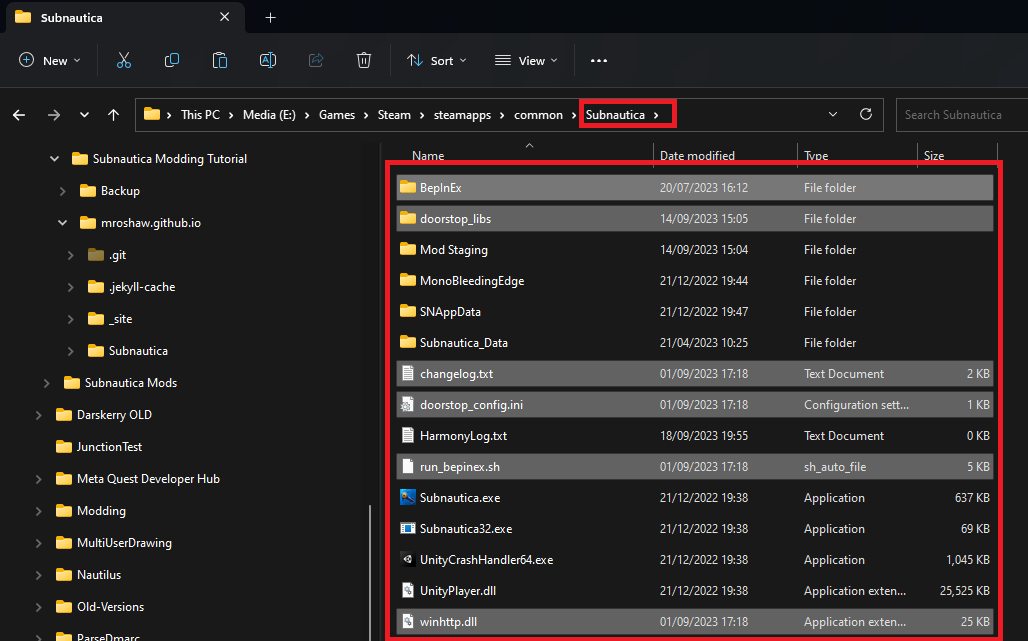 Subnautica
New
Sort
View
This PC > Media (E:) > Games > Steam > steamapps > common > Subnautica >
Search Subnautica
Subnautica Modding Tutorial
Backup
mroshaw.github.io
.git
.jekyll-cache
_site
Subnautica
Subnautica Mods
Darskerry OLD
JunctionTest
Meta Quest Developer Hub
Modding
MultiUserDrawing
Nautilus
Old-Versions
ParseDmarc
Name Date modified Type Size
BepInEx 20/07/2023 16:12 File folder
doorstop_libs 14/09/2023 15:05 File folder
Mod Staging 14/09/2023 15:04 File folder
MonoBleedingEdge 21/12/2022 19:44 File folder
SNAppData 21/12/2022 19:47 File folder
Subnautica_Data 21/04/2023 10:25 File folder
changelog.txt 01/09/2023 17:18 Text Document 2 KB
doorstop_config.ini 01/09/2023 17:18 Configuration sett... 1 KB
HarmonyLog.txt 18/09/2023 19:55 Text Document 0 KB
run_bepinex.sh 01/09/2023 17:18 sh_auto_file 5 KB
Subnautica.exe 21/12/2022 19:38 Application 637 KB
Subnautica32.exe 21/12/2022 19:38 Application 69 KB
UnityCrashHandler64.exe 21/12/2022 19:38 Application 1,045 KB
UnityPlayer.dll 21/12/2022 19:38 Application exten... 25,525 KB
winhttp.dll 01/09/2023 17:18 Application exten... 25 KB